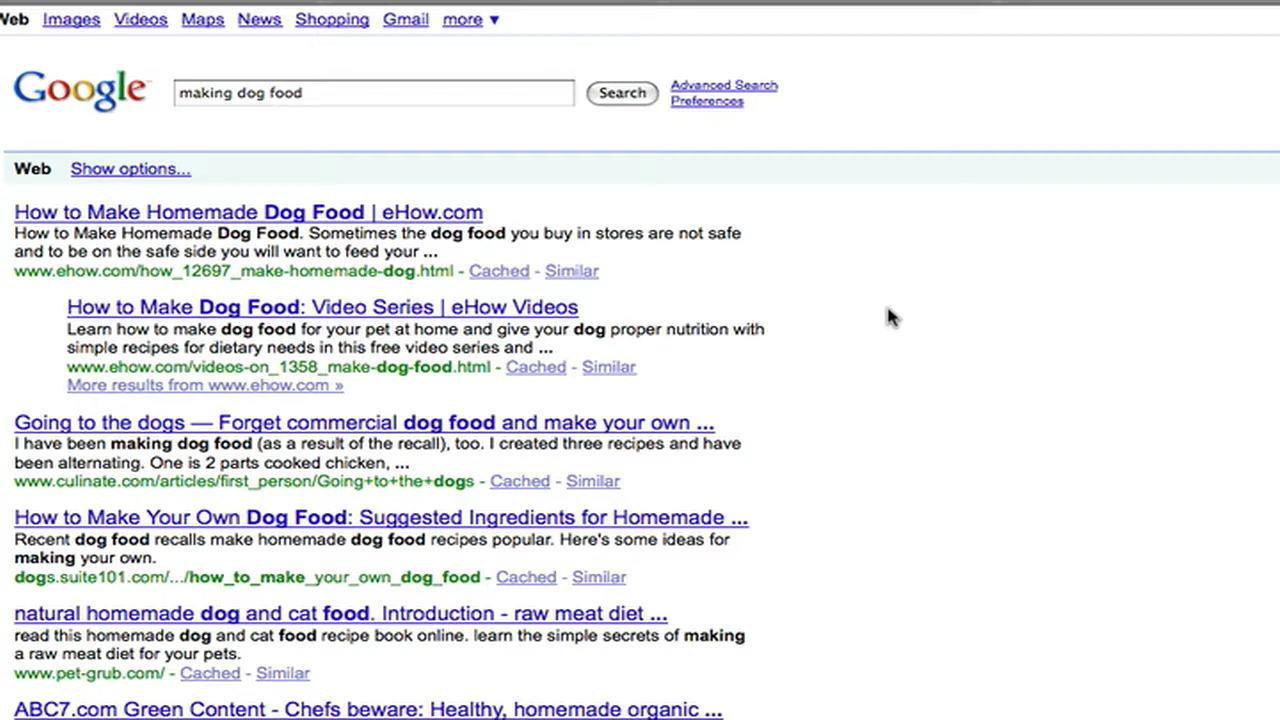 Web Images Videos Maps News Shopping Gmail more ▼
Google™ making dog food Search Advanced Search
Preferences
Web Show options...
How to Make Homemade Dog Food | eHow.com
How to Make Homemade Dog Food. Sometimes the dog food you buy in stores are not safe
and to be on the safe side you will want to feed your ...
www.ehow.com/how_12697_make-homemade-dog.html - Cached - Similar
How to Make Dog Food: Video Series | eHow Videos
Learn how to make dog food for your pet at home and give your dog proper nutrition with
simple recipes for dietary needs in this free video series and ...
www.ehow.com/videos-on_1358_make-dog-food.html - Cached - Similar
More results from www.ehow.com »
Going to the dogs — Forget commercial dog food and make your own ...
I have been making dog food (as a result of the recall), too. I created three recipes and have
been alternating. One is 2 parts cooked chicken, ...
www.culinate.com/articles/first_person/Going+to+the+dogs - Cached - Similar
How to Make Your Own Dog Food: Suggested Ingredients for Homemade ...
Recent dog food recalls make homemade dog food recipes popular. Here's some ideas for
making your own.
dogs.suite101.com/.../how_to_make_your_own_dog_food - Cached - Similar
natural homemade dog and cat food. Introduction - raw meat diet ...
read this homemade dog and cat food recipe book online. learn the simple secrets of making
a raw meat diet for your pets.
www.pet-grub.com/ - Cached - Similar
ABC7.com Green Content - Chefs beware: Healthy, homemade organic ...